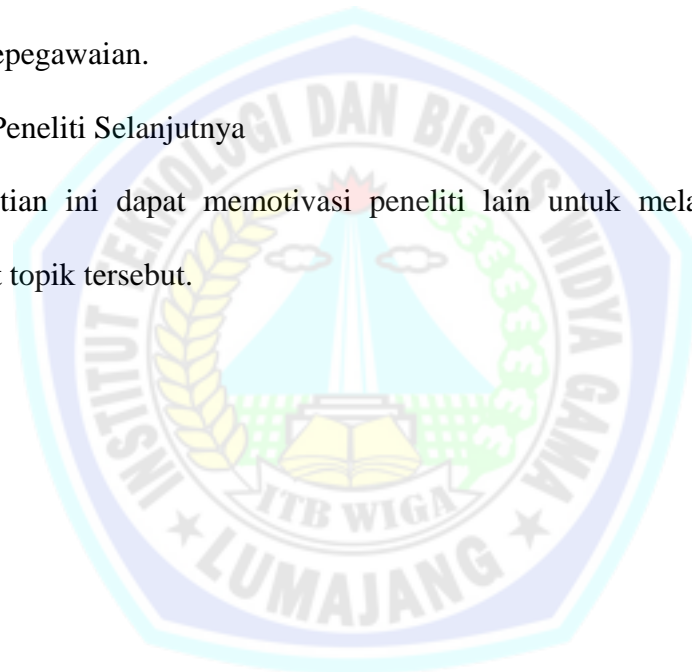 epegawaian.
Peneliti Selanjutnya
tian ini dapat memotivasi peneliti lain untuk mela
t topik tersebut.
INSTITUT TEKNOLOGI DAN BISNIS WIDYA GAMA
ITB WIGA
LUMAJANG